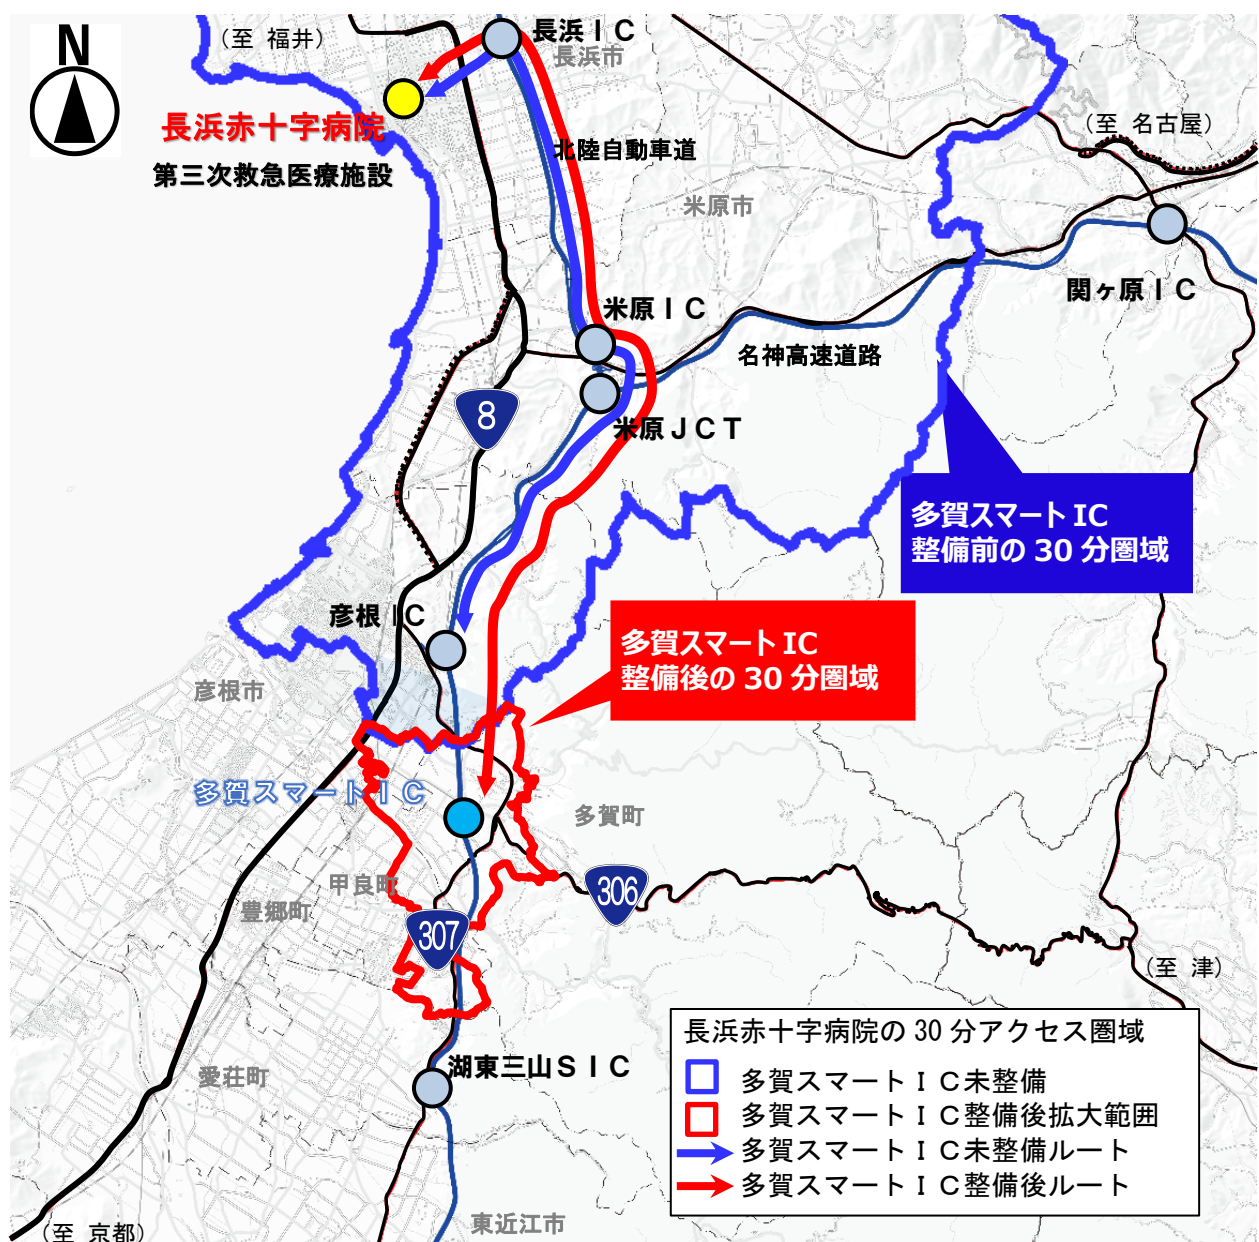 N
（至 福井）
長浜ＩＣ
長浜市
長浜赤十字病院
第三次救急医療施設
北陸自動車道
（至 名古屋）
米原市
関ヶ原ＩＣ
米原ＩＣ
名神高速道路
8
米原ＪＣＴ
多賀スマートIC
整備前の30分圏域
彦根ＩＣ
多賀スマートIC
整備後の30分圏域
彦根市
多賀スマートＩＣ
多賀町
甲良町
豊郷町
306
307
（至 津）
湖東三山ＳＩＣ
愛荘町
東近江市
（至 京都）
長浜赤十字病院の30分アクセス圏域
多賀スマートＩＣ未整備
多賀スマートＩＣ整備後拡大範囲
多賀スマートＩＣ未整備ルート
多賀スマートＩＣ整備後ルート